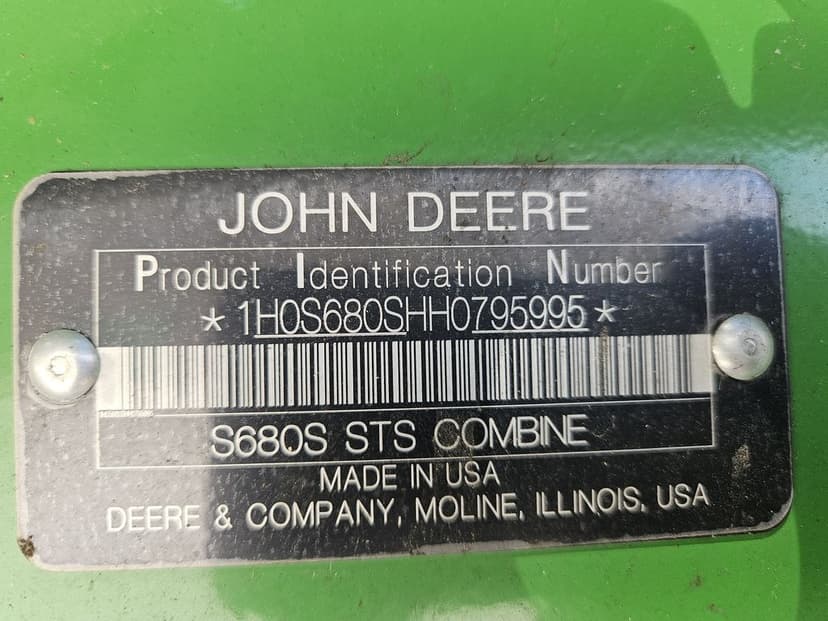 JOHN DEERE
Product Identification Number
*1H0S680SHH0795995*
S680S STS COMBINE
MADE IN USA
DEERE & COMPANY, MOLINE, ILLINOIS, USA